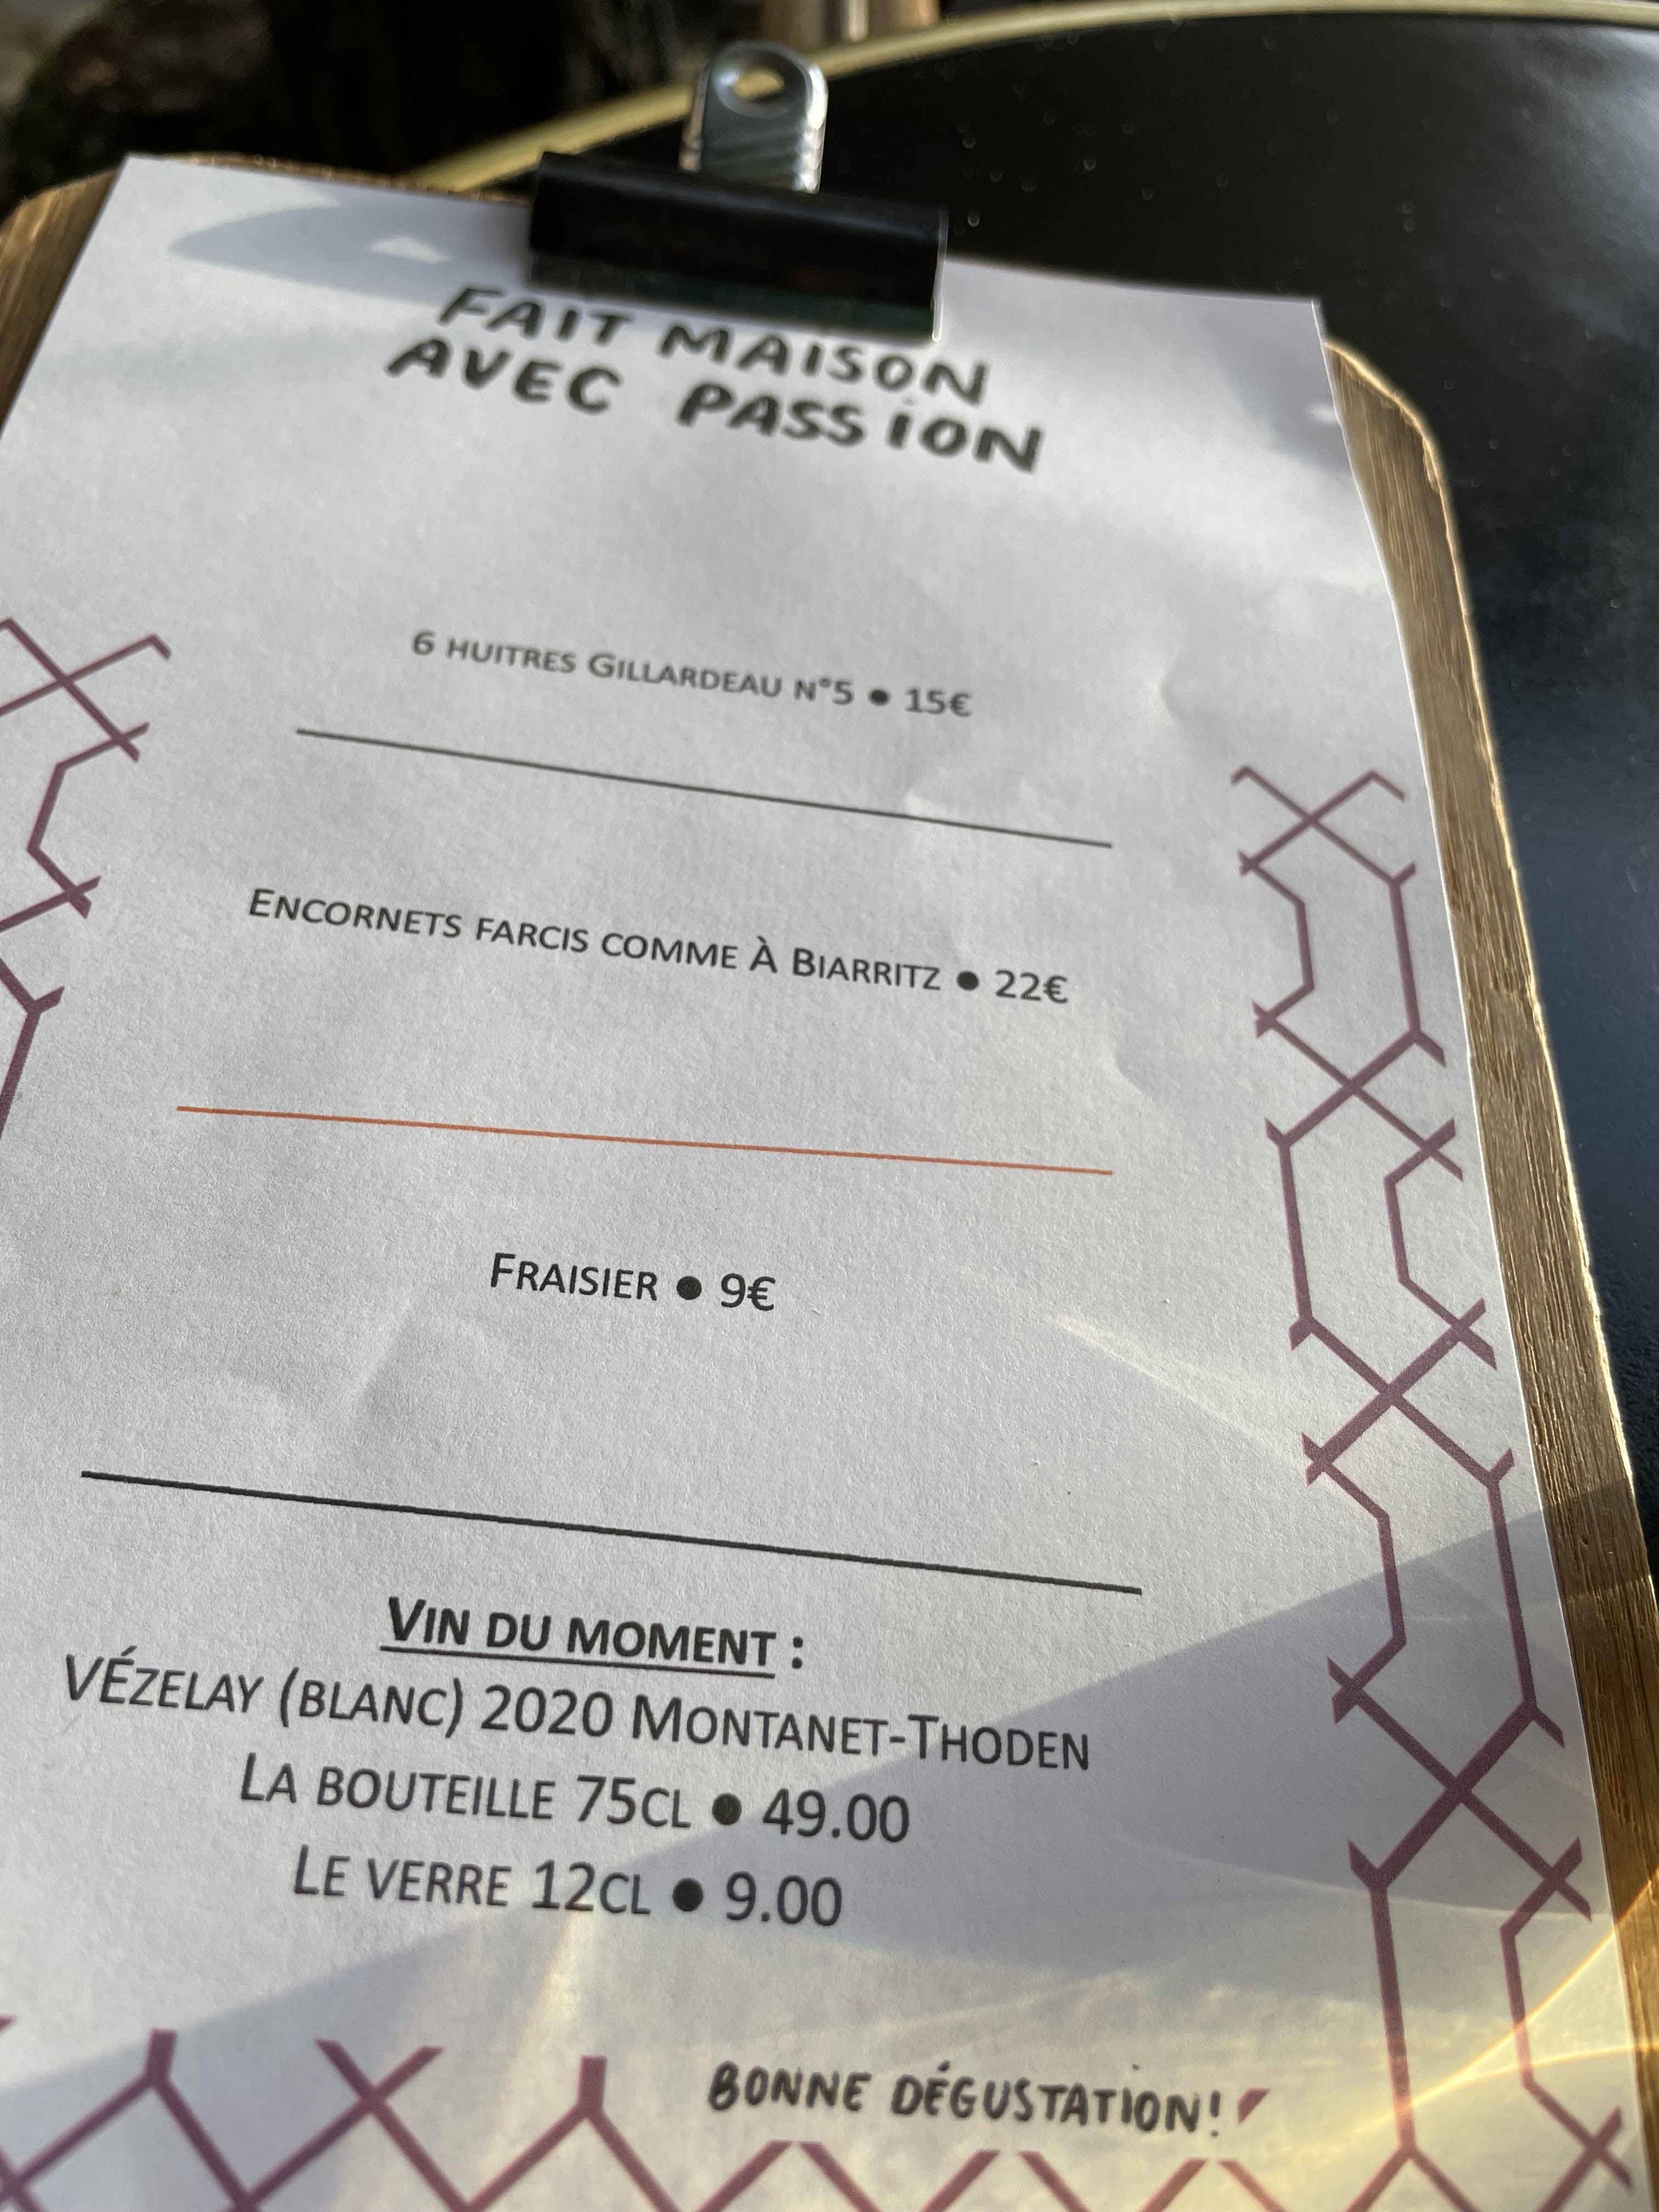 FAIT MAISON
AVEC PASSION
6 HUITRES GILLARDEAU N°5 ● 15€
ENCORNETS FARCIS COMME À BIARRITZ ● 22€
FRAISIER ● 9€
VIN DU MOMENT :
VÉZELAY (BLANC) 2020 MONTANET-THODEN
LA BOUTEILLE 75CL ● 49.00
LE VERRE 12CL ● 9.00
BONNE DÉGUSTATION!